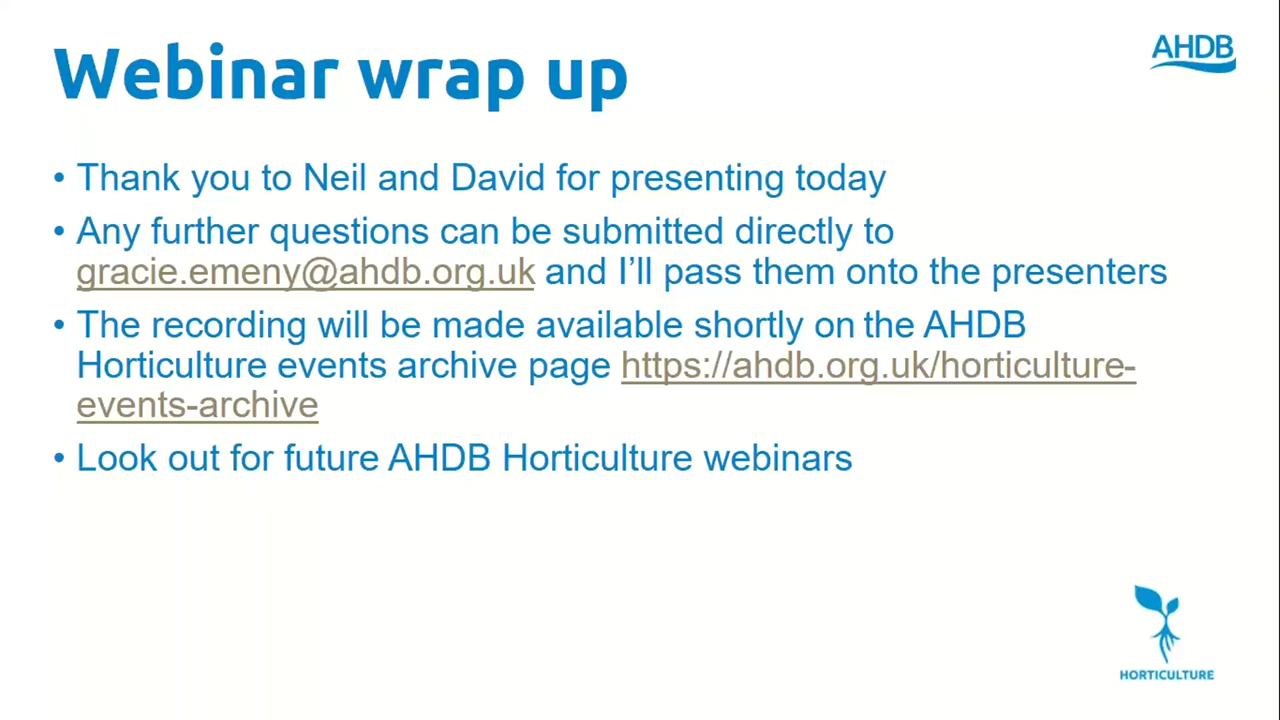 Webinar wrap up
AHDB
• Thank you to Neil and David for presenting today
• Any further questions can be submitted directly to
gracie.emeny@ahdb.org.uk and I’ll pass them onto the presenters
• The recording will be made available shortly on the AHDB
Horticulture events archive page https://ahdb.org.uk/horticulture-
events-archive
• Look out for future AHDB Horticulture webinars
HORTICULTURE